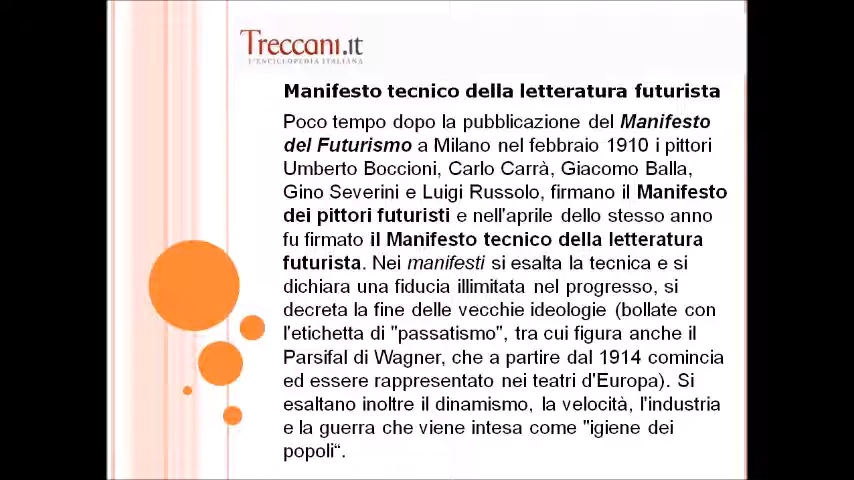 Treccani.it
L'ENCICLOPEDIA ITALIANA
Manifesto tecnico della letteratura futurista
Poco tempo dopo la pubblicazione del Manifesto
del Futurismo a Milano nel febbraio 1910 i pittori
Umberto Boccioni, Carlo Carrà, Giacomo Balla,
Gino Severini e Luigi Russolo, firmano il Manifesto
dei pittori futuristi e nell'aprile dello stesso anno
fu firmato il Manifesto tecnico della letteratura
futurista. Nei manifesti si esalta la tecnica e si
dichiara una fiducia illimitata nel progresso, si
decreta la fine delle vecchie ideologie (bollate con
l'etichetta di "passatismo", tra cui figura anche il
Parsifal di Wagner, che a partire dal 1914 comincia
ed essere rappresentato nei teatri d'Europa). Si
esaltano inoltre il dinamismo, la velocità, l'industria
e la guerra che viene intesa come "igiene dei
popoli“.